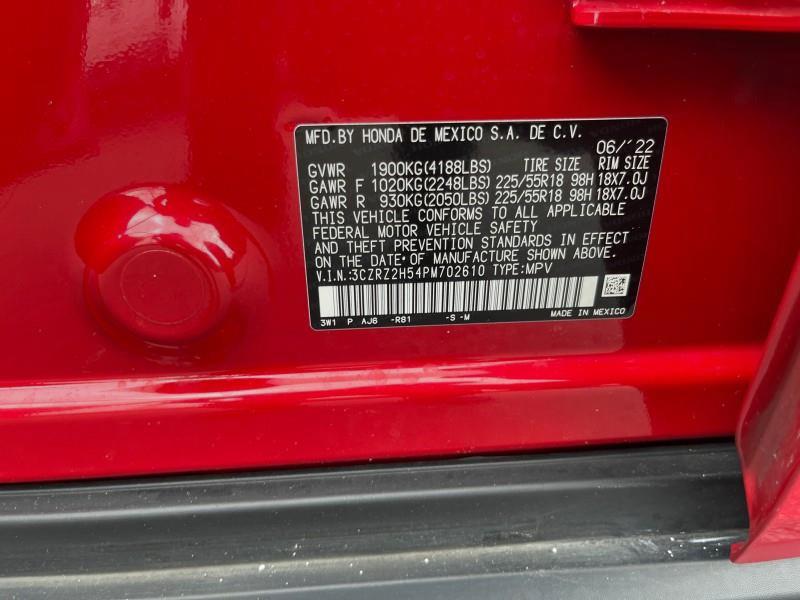 MFD.BY HONDA DE MEXICO S.A. DE C.V.
06/'22
GVWR 1900KG(4188LBS) TIRE SIZE RIM SIZE
GAWR F 1020KG(2248LBS) 225/55R18 98H 18X7.0J
GAWR R 930KG(2050LBS) 225/55R18 98H 18X7.0J
THIS VEHICLE CONFORMS TO ALL APPLICABLE
FEDERAL MOTOR VEHICLE SAFETY
AND THEFT PREVENTION STANDARDS IN EFFECT
ON THE DATE OF MANUFACTURE SHOWN ABOVE.
V.I.N.:3CZRZ2H54PM702610 TYPE:MPV
3W1 P AJ6 -R81 -S -M MADE IN MEXICO